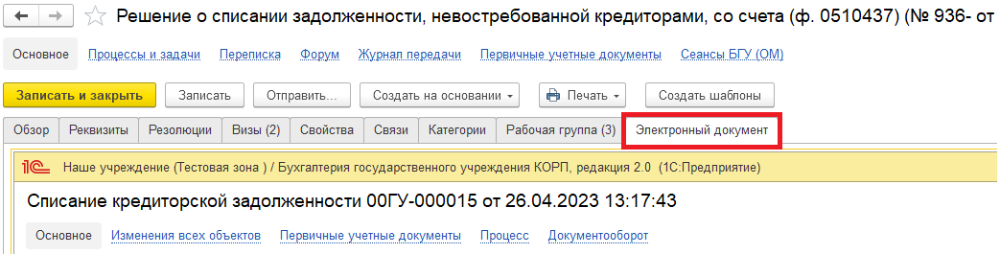 Решение о списании задолженности, невостребованной кредиторами, со счета (ф. 0510437) (№ 936- от
Основное Процессы и задачи Переписка Форум Журнал передачи Первичные учетные документы Сеансы БГУ (ОМ)
Записать и закрыть Записать Отправить... Создать на основании Печать Создать шаблоны
Обзор Реквизиты Резолюции Визы (2) Свойства Связи Категории Рабочая группа (3) Электронный документ
1С Наше учреждение (Тестовая зона ) / Бухгалтерия государственного учреждения КОРП, редакция 2.0 (1С:Предприятие)
Списание кредиторской задолженности 00ГУ-000015 от 26.04.2023 13:17:43
Основное Изменения всех объектов Первичные учетные документы Процесс Документооборот